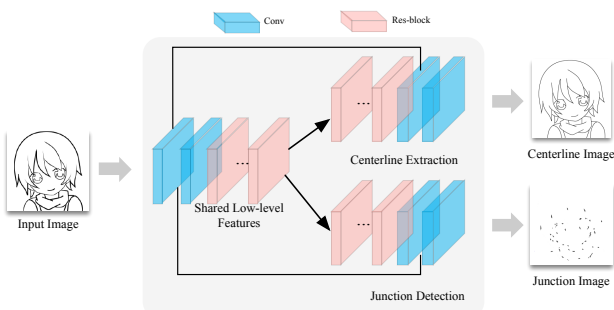 Conv
Res-block
Centerline Extraction
Centerline Image
Shared Low-level
Features
Input Image
Junction Detection
Junction Image